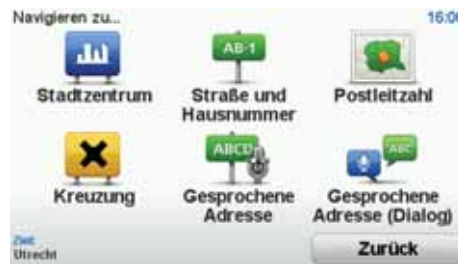 Navigieren zu...
16:00
AB-1
Stadtzentrum
Straße und
Hausnummer
Postleitzahl
ABCD
ABC
Kreuzung
Gesprochene
Adresse
Gesprochene
Adresse (Dialog)
Ziel:
Utrecht
Zurück